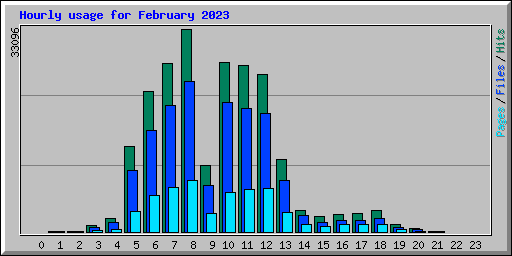 Hourly usage for February 2023
33096
Pages/Files/Hits
0 1 2 3 4 5 6 7 8 9 10 11 12 13 14 15 16 17 18 19 20 21 22 23